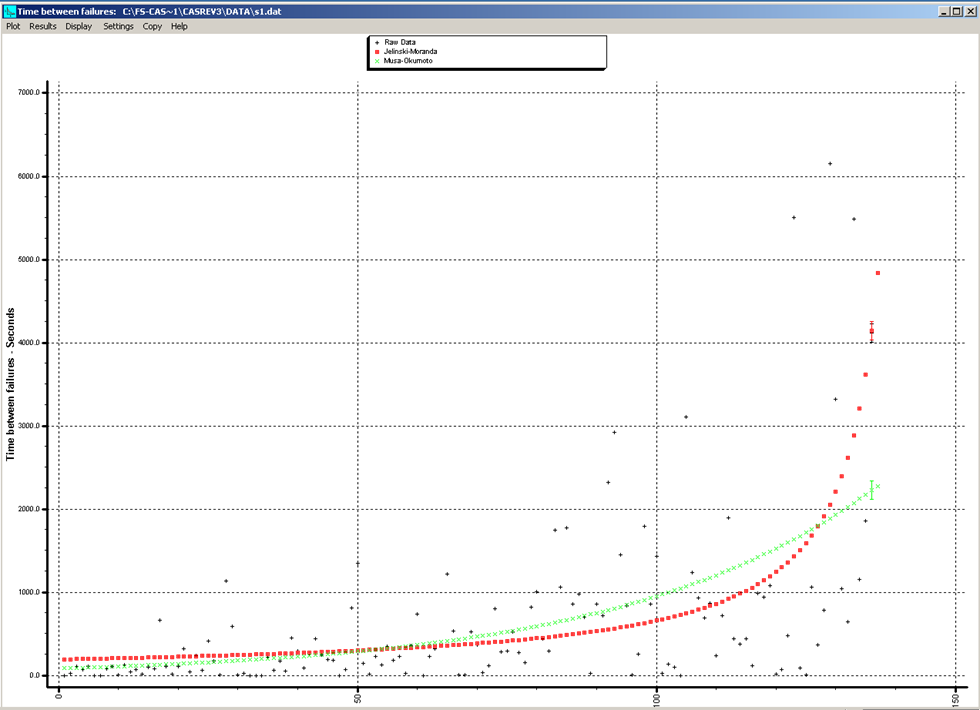 Time between failures: C:\FS-CAS~1\CASREV3\DATA\s1.dat
Plot Results Display Settings Copy Help
Raw Data
Jelinski-Moranda
Musa-Okumoto
7000.0
6000.0
5000.0
4000.0
3000.0
2000.0
1000.0
0.0
Time between failures - Seconds
0
50
100
150